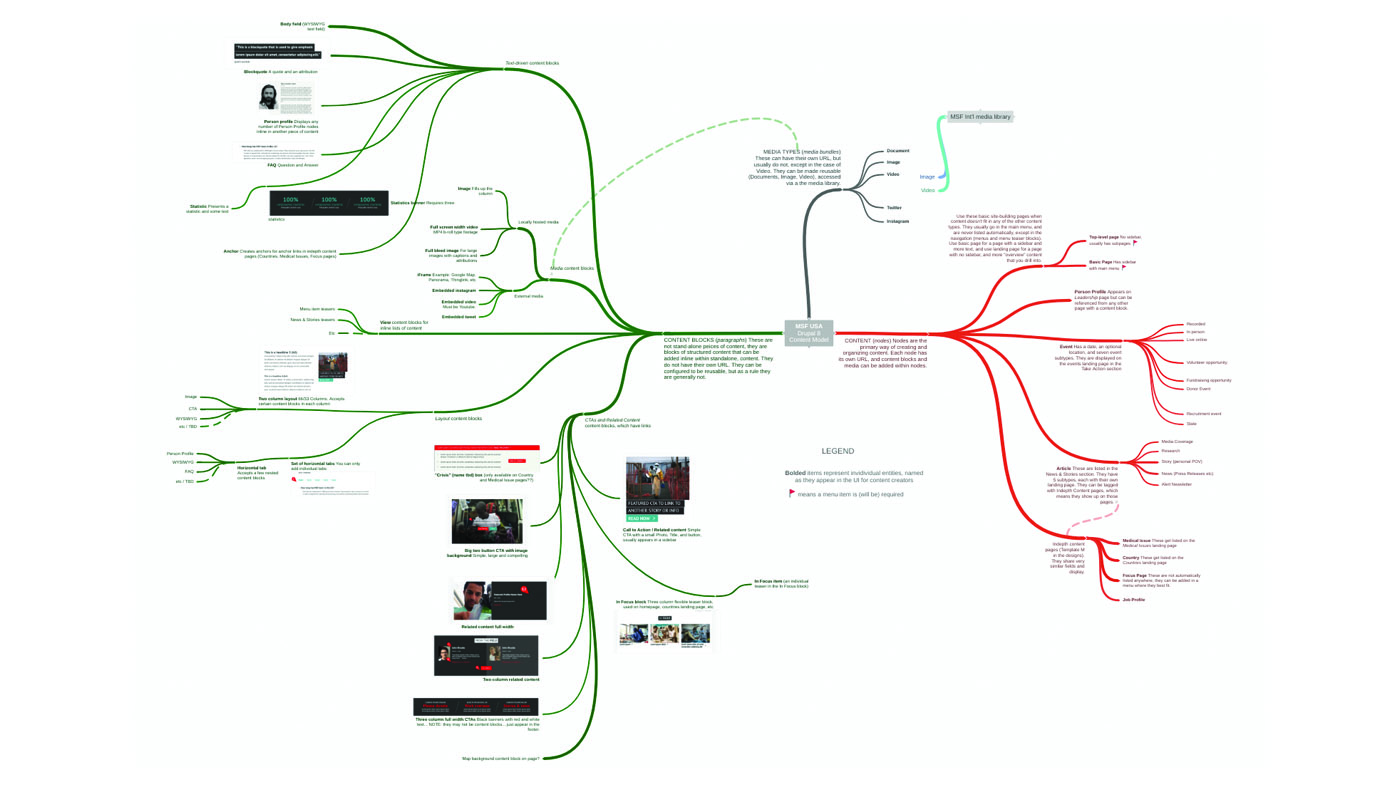 Body field (WYSIWYG
text field)
"This is a blockquote that is used to give emphasis
lorem ipsum dolor sit amet, consectetur adipiscing elit."
Blockquote A quote and an attribution
Person profile Displays any
number of Person Profile nodes
inline in another piece of content
FAQ Question and Answer
Text-driven content blocks
Statistic Presents a
statistic and some text
100% 100% 100%
statistics
Statistics banner Requires three
Anchor Creates anchors for anchor links in-depth content
pages (Countries, Medical Issues, Focus pages)
Image Fills up the
column
Full screen width video
MP4 b-roll type footage
Full bleed image For large
images with captions and
attributions
Locally hosted media
Media content blocks
iframe Example: Google Map,
Panorama, Thinglink etc
Embedded instagram
Embedded video
Must be Youtube
Embedded tweet
External media
Menu item teasers
News & Stories teasers
Etc
View content blocks for
inline lists of content
Two column layout 66/33 Columns. Accepts
certain content blocks in each column
Image
CTA
WYSIWYG
etc / TBD
Layout content blocks
Person Profile
WYSIWYG
FAQ
etc / TBD
Horizontal tab
Accepts a few nested
content blocks
Set of horizontal tabs You can only
add individual tabs
CONTENT BLOCKS (paragraphs) These are
not stand-alone peices of content, they are
blocks of structured content that can be
added inline within standalone, content. They
do not have their own URL. They can be
configured to be reusable, but as a rule they
are generally not.
CTAs and Related Content
content blocks, which have links
"Crisis" (name tbd) box (only available on Country
and Medical Issue pages??)
Big two button CTA with image
background Simple, large and compelling
Related content full-width
Two column related content
Three column full width CTAs Black banners with red and white
text... NOTE: they may not be content blocks... just appear in the
footer.
Map background content block on page?
FEATURED CTA TO LINK TO
ANOTHER STORY OR INFO
READ NOW
Call to Action / Related content Simple
CTA with a small Photo, Title, and button,
usually appears in a sidebar
In Focus item (an individual
teaser in the In Focus block)
In Focus block Three column flexible teaser block,
used on homepage, countries landing page, etc
MSF USA
Drupal 8
Content Model
MEDIA TYPES (media bundles)
These can have their own URL, but
usually do not, except in the case of
Video. They can be made reusable
(Documents, Image, Video), accessed
via a the media library.
Document
Image
Video
Twitter
Instagram
MSF Int'l media library
Image
Video
CONTENT (nodes) Nodes are the
primary way of creating and
organizing content. Each node has
its own URL, and content blocks and
media can be added within nodes.
Use these basic site-building pages when
content doesn't fit in any of the other content
types. They usually go in the main menu, and
are never listed automatically, except in the
navigation (menus and menu teaser blocks).
Use basic page for a page with a sidebar and
more text, and use landing page for a page
with no sidebar, and more "overview" content
that you drill into.
Top-level page No sidebar,
usually has subpages.
Basic Page Has sidebar
with main menu
Person Profile Appears on
Leadership page but can be
referenced from any other
page with a content block.
Event Has a date, an optional
location, and seven event
subtypes. They are displayed on
the events landing page in the
Take Action section
Recorded
In-person
Live online
Volunteer opportunity
Fundraising opportunity
Donor Event
Recruitment event
Stats
Article These are listed in the
News & Stories section. They have
5 subtypes, each with their own
landing page. They can be tagged
with Indepth Content pages, which
means they show up on those
pages.
Media Coverage
Research
Story (personal POV)
News (Press Releases etc)
Alert Newsletter
Indepth content
pages (Template M
in the designs).
They share very
similar fields and
display.
Medical issue These get listed on the
Medical Issues landing page
Country These get listed on the
Countries landing page
Focus Page These are not automatically
listed anywhere, they can be added in a
menu where they best fit
Job Profile
LEGEND
Bolded items represent invidividual entities, named
as they appear in the UI for content creators
means a menu item is (will be) required